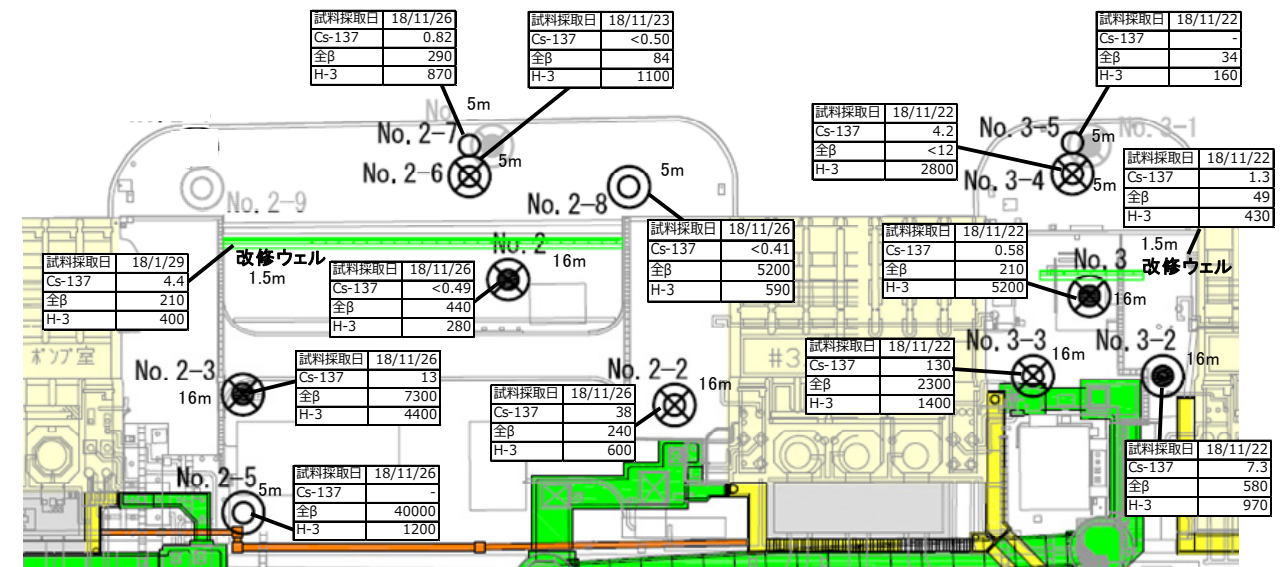 試料採取日 18/11/26
Cs-137 0.82
全β 290
H-3 870
試料採取日 18/11/23
Cs-137 <0.50
全β 84
H-3 1100
試料採取日 18/11/22
Cs-137 -
全β 34
H-3 160
5m
No. 2-7
No. 2-6
5m
試料採取日 18/11/22
Cs-137 4.2
全β <12
H-3 2800
No. 3-5
5m
No. 3-1
No. 3-4
5m
試料採取日 18/11/22
Cs-137 1.3
全β 49
H-3 430
No. 2-9
No. 2-8
5m
試料採取日 18/1/29
Cs-137 4.4
全β 210
H-3 400
改修ウェル
1.5m
No. 2
16m
試料採取日 18/11/26
Cs-137 <0.49
全β 440
H-3 280
試料採取日 18/11/26
Cs-137 <0.41
全β 5200
H-3 590
試料採取日 18/11/22
Cs-137 0.58
全β 210
H-3 5200
No. 3
16m
1.5m
改修ウェル
ポンプ室
No. 2-3
16m
試料採取日 18/11/26
Cs-137 13
全β 7300
H-3 4400
No. 2-2
16m
試料採取日 18/11/26
Cs-137 38
全β 240
H-3 600
#3
試料採取日 18/11/22
Cs-137 130
全β 2300
H-3 1400
No. 3-3
16m
No. 3-2
16m
試料採取日 18/11/22
Cs-137 7.3
全β 580
H-3 970
No. 2-5
5m
試料採取日 18/11/26
Cs-137 -
全β 40000
H-3 1200